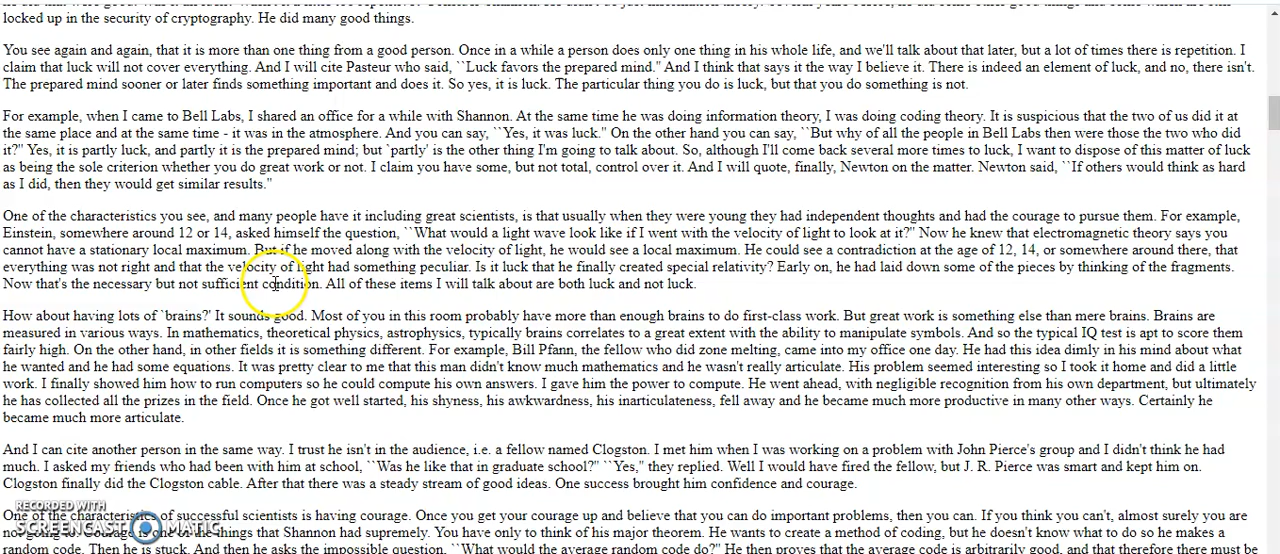 locked up in the security of cryptography. He did many good things.
You see again and again, that it is more than one thing from a good person. Once in a while a person does only one thing in his whole life, and we'll talk about that later, but a lot of times there is repetition. I
claim that luck will not cover everything. And I will cite Pasteur who said, ``Luck favors the prepared mind.'' And I think that says it the way I believe it. There is indeed an element of luck, and no, there isn't.
The prepared mind sooner or later finds something important and does it. So yes, it is luck. The particular thing you do is luck, but that you do something is not.
For example, when I came to Bell Labs, I shared an office for a while with Shannon. At the same time he was doing information theory, I was doing coding theory. It is suspicious that the two of us did it at
the same place and at the same time - it was in the atmosphere. And you can say, ``Yes, it was luck.'' On the other hand you can say, ``But why of all the people in Bell Labs then were those the two who did
it?'' Yes, it is partly luck, and partly it is the prepared mind; but `partly' is the other thing I'm going to talk about. So, although I'll come back several more times to luck, I want to dispose of this matter of luck
as being the sole criterion whether you do great work or not. I claim you have some, but not total, control over it. And I will quote, finally, Newton on the matter. Newton said, ``If others would think as hard
as I did, then they would get similar results.''
One of the characteristics you see, and many people have it including great scientists, is that usually when they were young they had independent thoughts and had the courage to pursue them. For example,
Einstein, somewhere around 12 or 14, asked himself the question, ``What would a light wave look like if I went with the velocity of light to look at it?'' Now he knew that electromagnetic theory says you
cannot have a stationary local maximum. But if he moved along with the velocity of light, he would see a local maximum. He could see a contradiction at the age of 12, 14, or somewhere around there, that
everything was not right and that the velocity of light had something peculiar. Is it luck that he finally created special relativity? Early on, he had laid down some of the pieces by thinking of the fragments.
Now that's the necessary but not sufficient condition. All of these items I will talk about are both luck and not luck.
How about having lots of `brains?' It sounds good. Most of you in this room probably have more than enough brains to do first-class work. But great work is something else than mere brains. Brains are
measured in various ways. In mathematics, theoretical physics, astrophysics, typically brains correlates to a great extent with the ability to manipulate symbols. And so the typical IQ test is apt to score them
fairly high. On the other hand, in other fields it is something different. For example, Bill Pfann, the fellow who did zone melting, came into my office one day. He had this idea dimly in his mind about what
he wanted and he had some equations. It was pretty clear to me that this man didn't know much mathematics and he wasn't really articulate. His problem seemed interesting so I took it home and did a little
work. I finally showed him how to run computers so he could compute his own answers. I gave him the power to compute. He went ahead, with negligible recognition from his own department, but ultimately
he has collected all the prizes in the field. Once he got well started, his shyness, his awkwardness, his inarticulateness, fell away and he became much more productive in many other ways. Certainly he
became much more articulate.
And I can cite another person in the same way. I trust he isn't in the audience, i.e. a fellow named Clogston. I met him when I was working on a problem with John Pierce's group and I didn't think he had
much. I asked my friends who had been with him at school, ``Was he like that in graduate school?'' ``Yes,'' they replied. Well I would have fired the fellow, but J. R. Pierce was smart and kept him on.
Clogston finally did the Clogston cable. After that there was a steady stream of good ideas. One success brought him confidence and courage.
RECORDED WITH
SCREENCAST MATIC
One of the characteristics of successful scientists is having courage. Once you get your courage up and believe that you can do important problems, then you can. If you think you can't, almost surely you are
not going to. Courage is one of the things that Shannon had supremely. You have only to think of his major theorem. He wants to create a method of coding, but he doesn't know what to do so he makes a
random code. Then he is stuck. And then he asks the impossible question, ``What would the average random code do?'' He then proves that the average code is arbitrarily good, and that therefore there must be